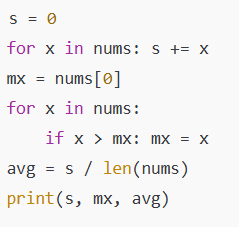 s = 0
for x in nums: s += x
mx = nums[0]
for x in nums:
    if x > mx: mx = x
avg = s / len(nums)
print(s, mx, avg)